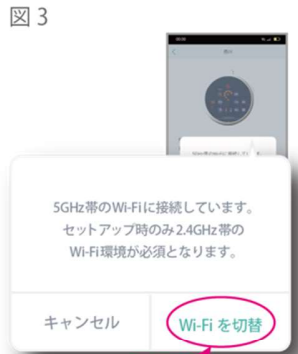 図 3
5GHz帯のWi-Fiに接続しています。
セットアップ時のみ2.4GHz帯の
Wi-Fi環境が必須となります。
キャンセル
Wi-Fi を切替